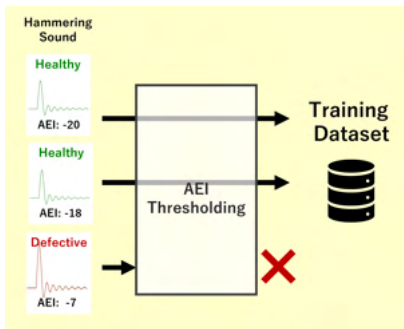 Hammering
Sound
Healthy
AEI: -20
Healthy
AEI: -18
Defective
AEI: -7
AEI
Thresholding
Training
Dataset